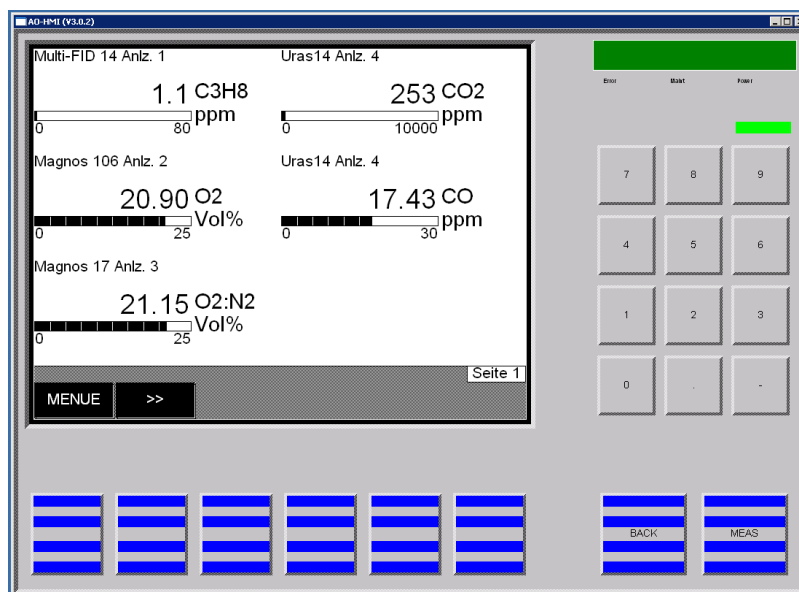 AO-HMI (V3.0.2)
Multi-FID 14 Anlz. 1
1.1 C3H8
ppm
0 80
Uras14 Anlz. 4
253 CO2
ppm
0 10000
Magnos 106 Anlz. 2
20.90 O2
Vol%
0 25
Uras14 Anlz. 4
17.43 CO
ppm
0 30
Magnos 17 Anlz. 3
21.15 O2:N2
Vol%
0 25
Seite 1
MENUE >>
Error Maint Power
7 8 9
4 5 6
1 2 3
0 . -
BACK MEAS